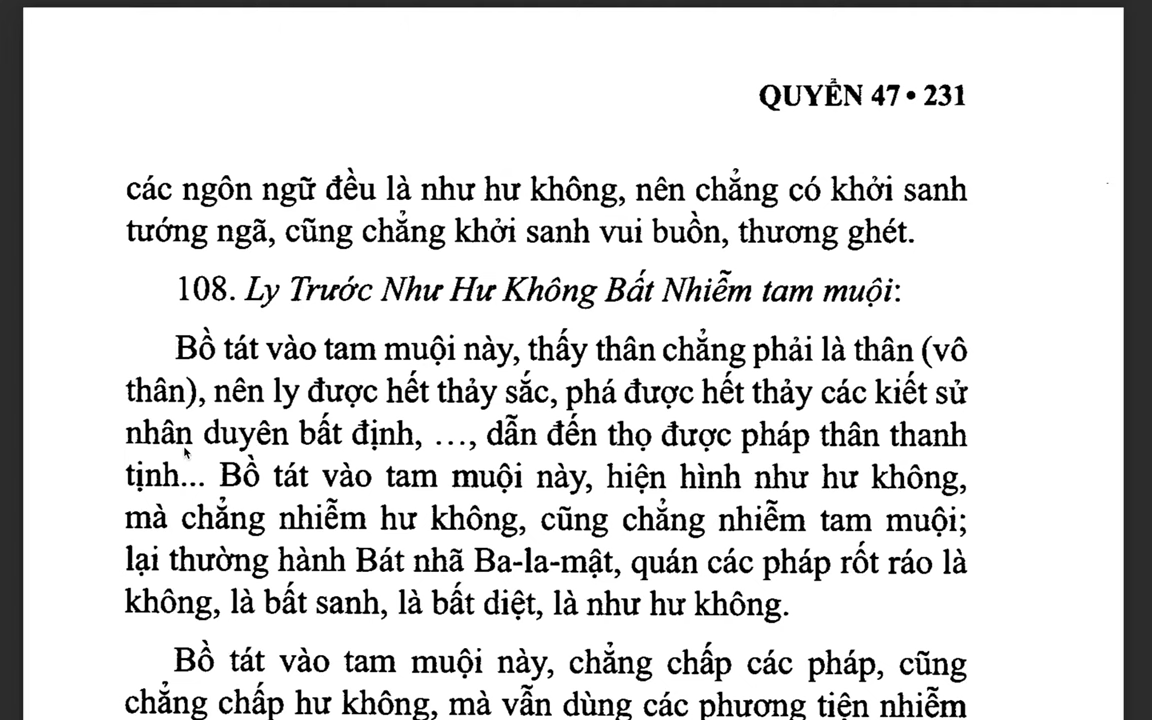 QUYỂN 47 • 231
các ngôn ngữ đều là như hư không, nên chẳng có khởi sanh
tướng ngã, cũng chẳng khởi sanh vui buồn, thương ghét.
108. Ly Trước Như Hư Không Bất Nhiễm tam muội:
Bồ tát vào tam muội này, thấy thân chẳng phải là thân (vô
thân), nên ly được hết thảy sắc, phá được hết thảy các kiết sử
nhân duyên bất định, …, dẫn đến thọ được pháp thân thanh
tịnh... Bồ tát vào tam muội này, hiện hình như hư không,
mà chẳng nhiễm hư không, cũng chẳng nhiễm tam muội;
lại thường hành Bát nhã Ba-la-mật, quán các pháp rốt ráo là
không, là bất sanh, là bất diệt, là như hư không.
Bồ tát vào tam muội này, chẳng chấp các pháp, cũng
chẳng chấp hư không, mà vẫn dùng các phương tiện nhiễm